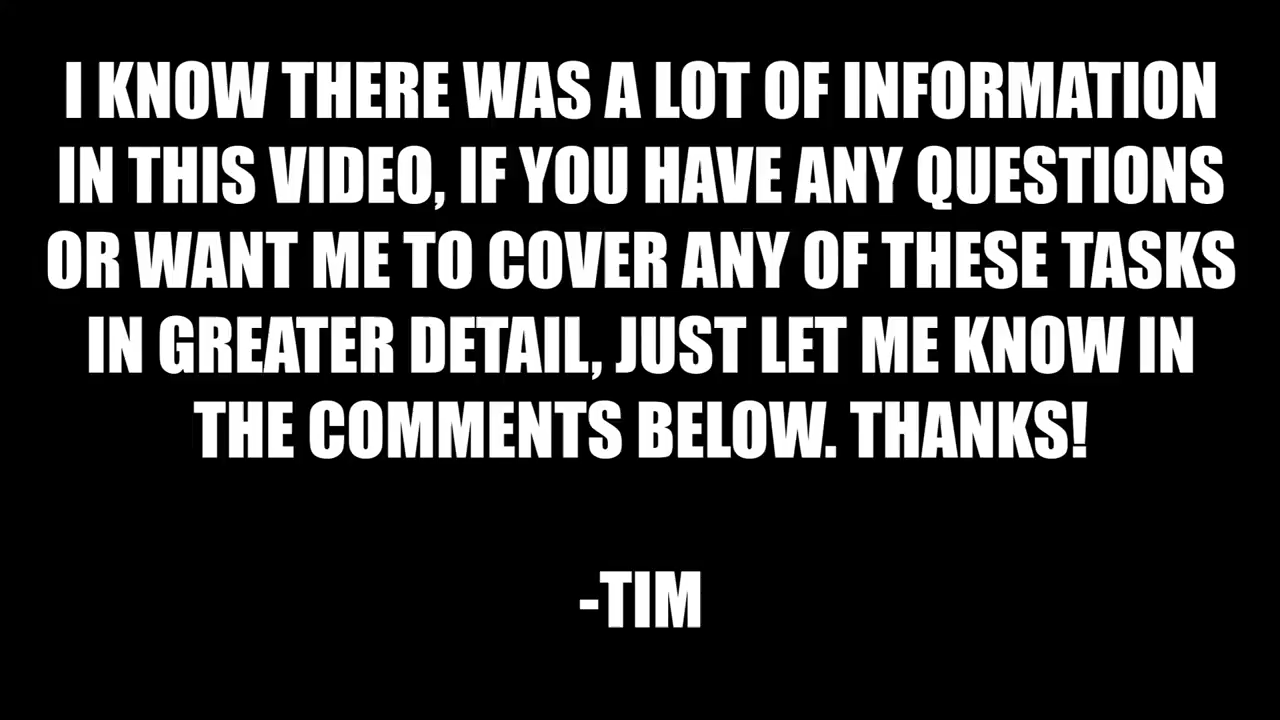 I KNOW THERE WAS A LOT OF INFORMATION
IN THIS VIDEO, IF YOU HAVE ANY QUESTIONS
OR WANT ME TO COVER ANY OF THESE TASKS
IN GREATER DETAIL, JUST LET ME KNOW IN
THE COMMENTS BELOW. THANKS!
-TIM